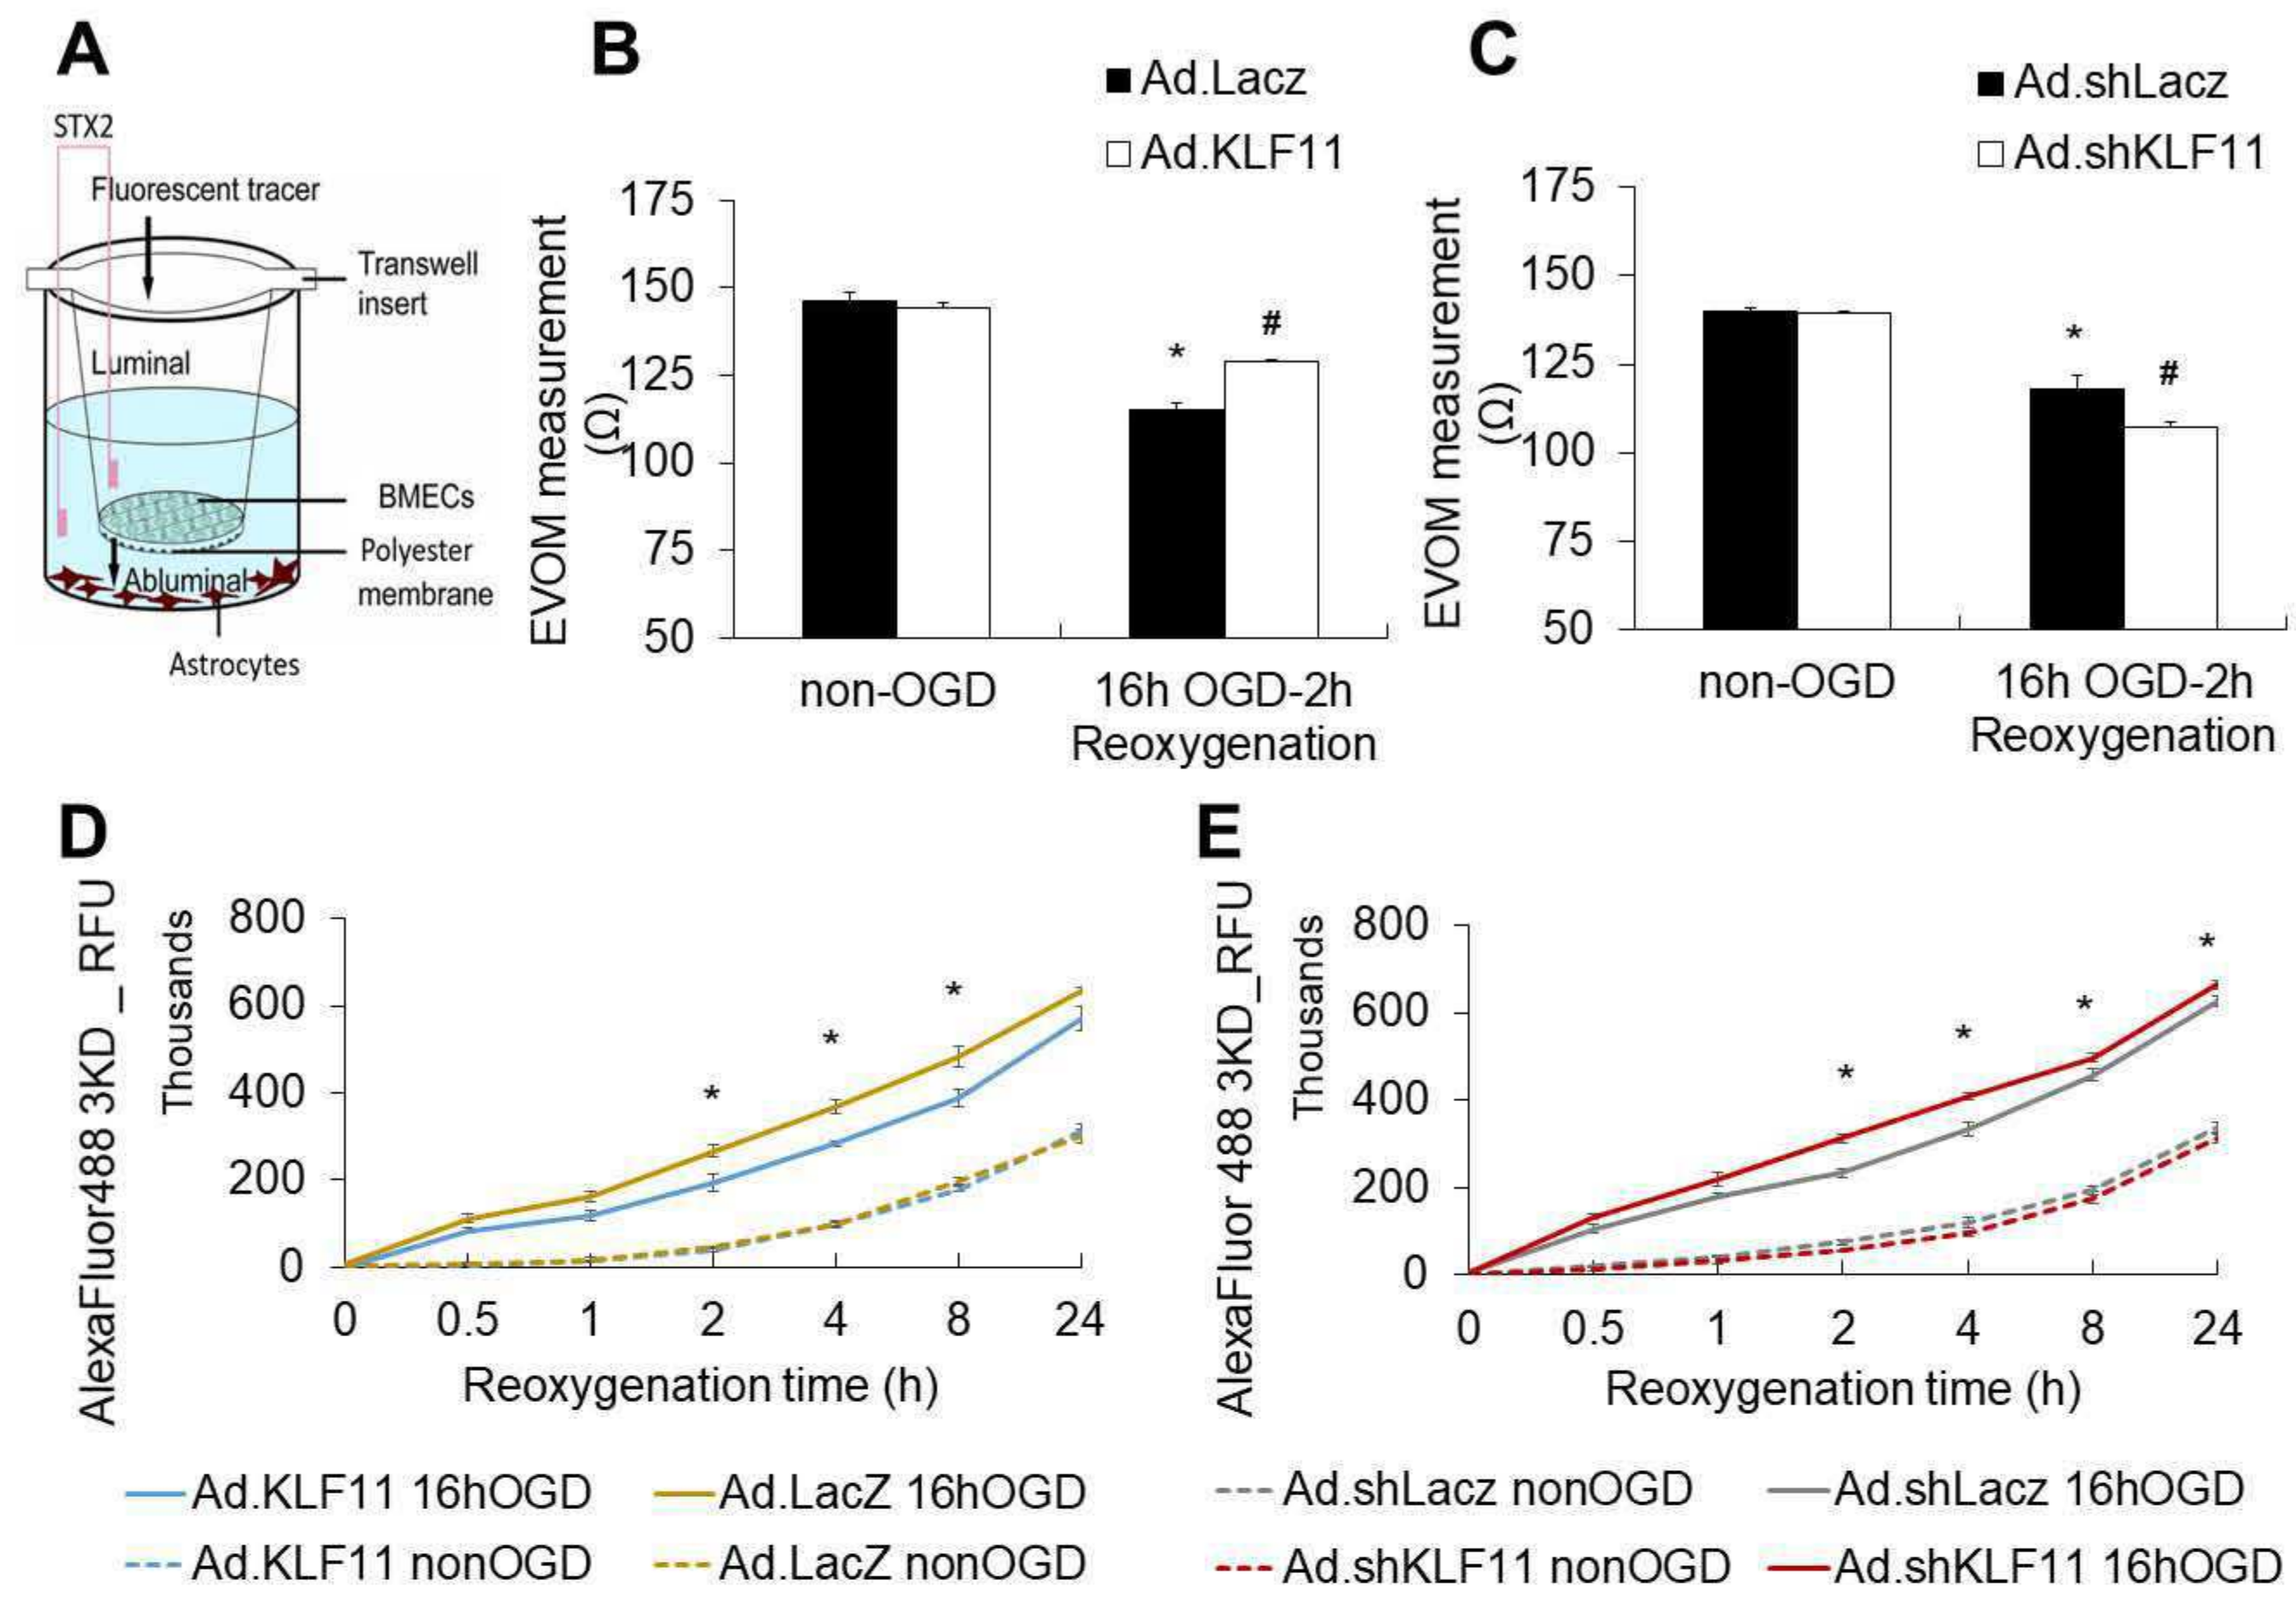 A
STX2
Fluorescent tracer
Transwell
insert
Luminal
BMECs
Polyester
membrane
Abluminal
Astrocytes
B
Ad.Lacz
Ad.KLF11
EVOM measurement
(Ω)
175
150
125
100
75
50
*
#
non-OGD
16h OGD-2h
Reoxygenation
C
Ad.shLacz
Ad.shKLF11
EVOM measurement
(Ω)
175
150
125
100
75
50
*
#
non-OGD
16h OGD-2h
Reoxygenation
D
AlexaFluor488 3KD_RFU
Thousands
800
600
400
200
0
* * *
0 0.5 1 2 4 8 24
Reoxygenation time (h)
Ad.KLF11 16hOGD
Ad.LacZ 16hOGD
Ad.KLF11 nonOGD
Ad.LacZ nonOGD
E
AlexaFluor 488 3KD_RFU
Thousands
800
600
400
200
0
* * * *
0 0.5 1 2 4 8 24
Reoxygenation time (h)
Ad.shLacz nonOGD
Ad.shLacz 16hOGD
Ad.shKLF11 nonOGD
Ad.shKLF11 16hOGD